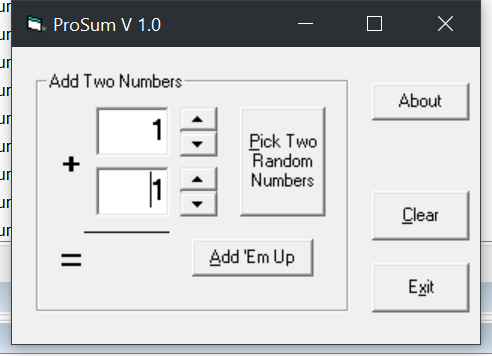 ProSum V 1.0
Add Two Numbers
1
+
1
=
Pick Two
Random
Numbers
Add 'Em Up
About
Clear
Exit